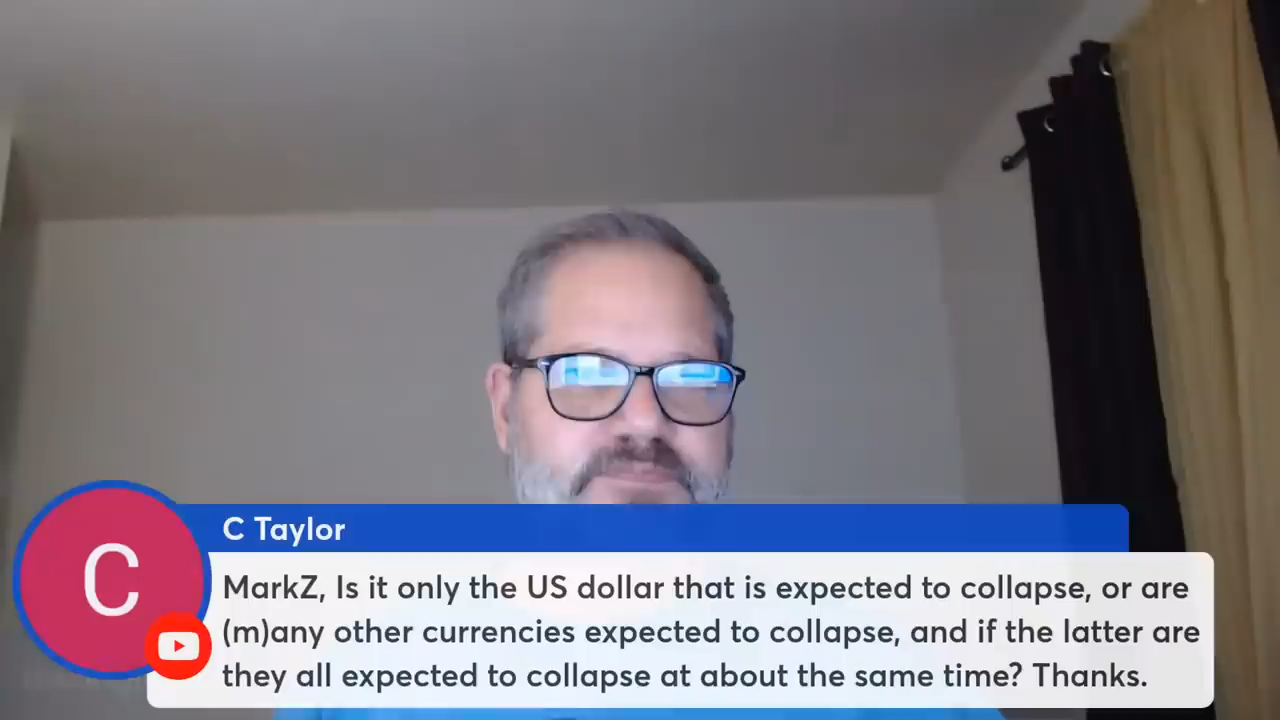 C Taylor
C
MarkZ, Is it only the US dollar that is expected to collapse, or are
(m)any other currencies expected to collapse, and if the latter are
they all expected to collapse at about the same time? Thanks.